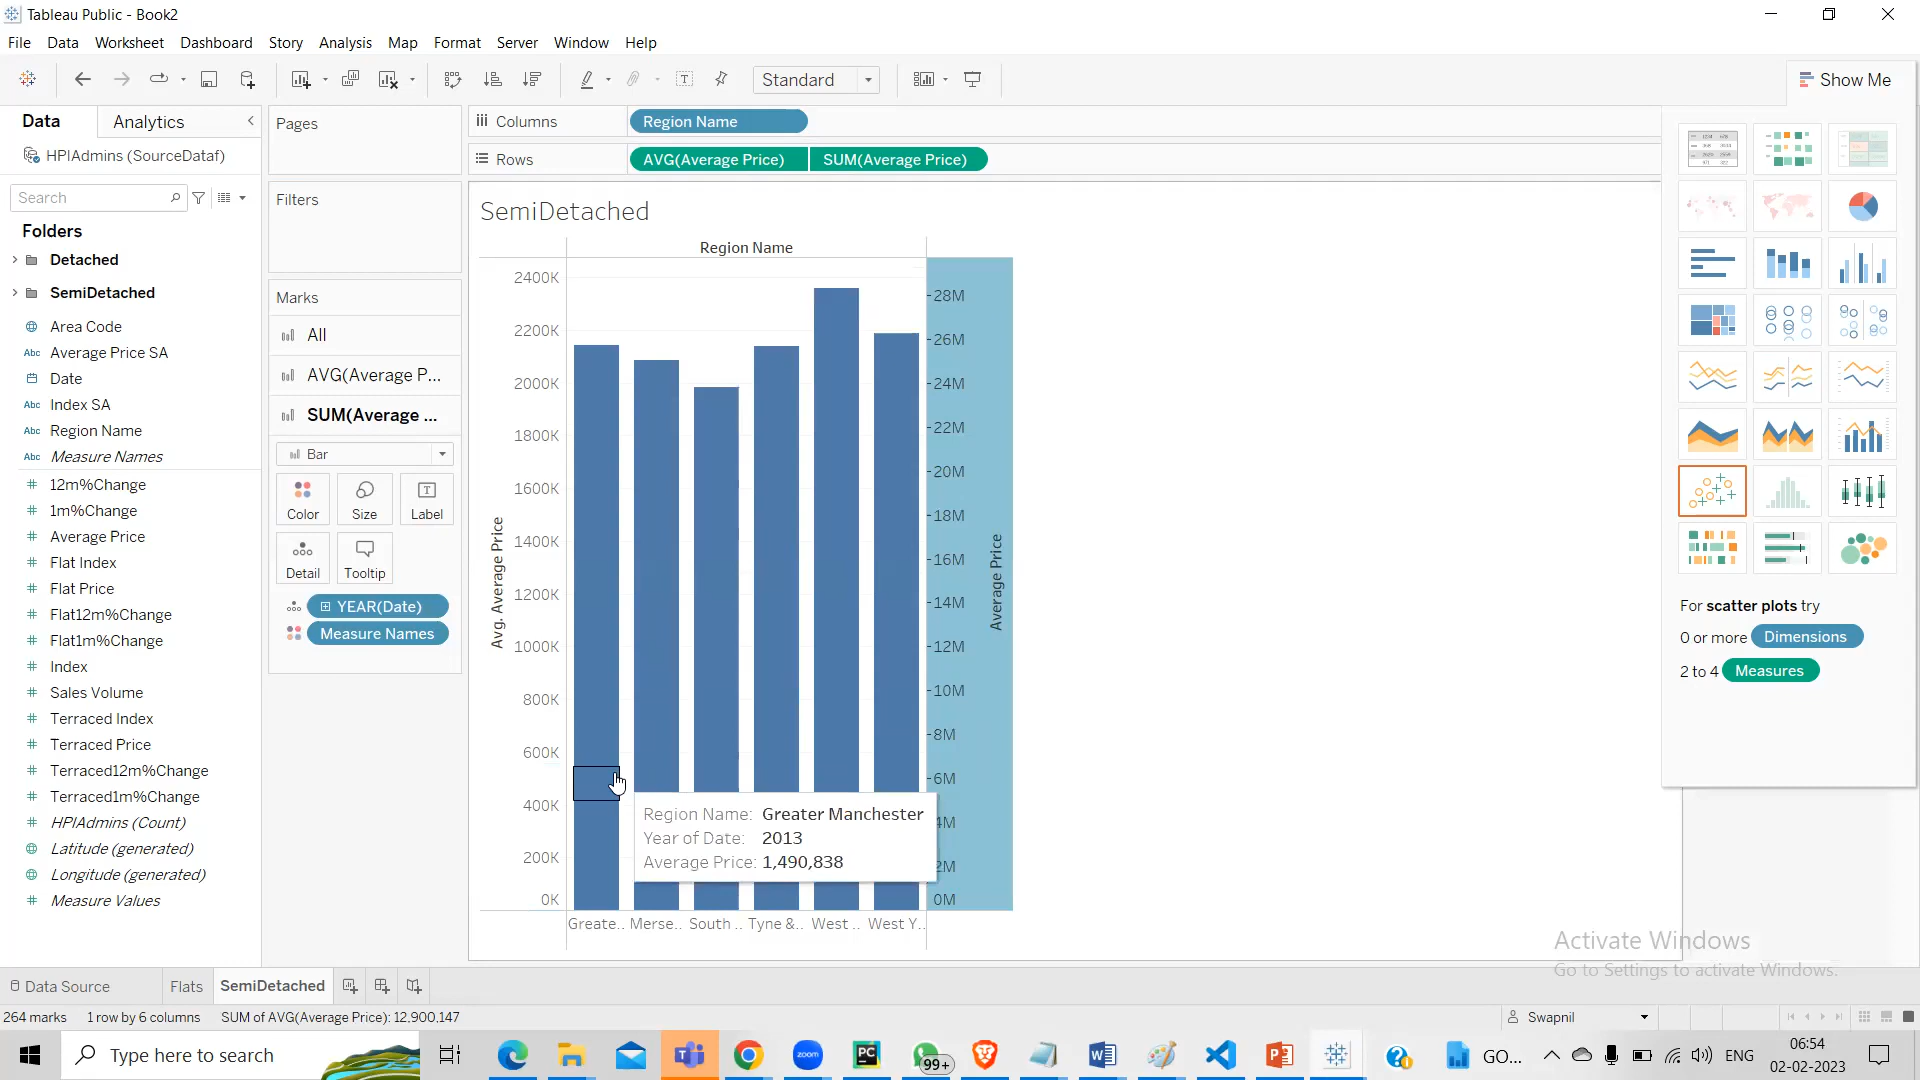 Tableau Public - Book2
File Data Worksheet Dashboard Story Analysis Map Format Server Window Help
Standard
Show Me
Data Analytics
HPIAdmins (SourceDataf)
Search
Folders
Detached
SemiDetached
Area Code
Abc Average Price SA
Date
Abc Index SA
Abc Region Name
Abc Measure Names
12m%Change
1m%Change
Average Price
Flat Index
Flat Price
Flat12m%Change
Flat1m%Change
Index
Sales Volume
Terraced Index
Terraced Price
Terraced12m%Change
Terraced1m%Change
HPIAdmins (Count)
Latitude (generated)
Longitude (generated)
Measure Values
Pages
Filters
Marks
All
AVG(Average P...
SUM(Average ...
Bar
Color Size Label
Detail Tooltip
YEAR(Date)
Measure Names
Columns Region Name
Rows AVG(Average Price) SUM(Average Price)
SemiDetached
Region Name
2400K
2200K
2000K
1800K
1600K
1400K
1200K
1000K
800K
600K
400K
200K
0K
Avg. Average Price
28M
26M
24M
22M
20M
18M
16M
14M
12M
10M
8M
6M
4M
2M
0M
Average Price
Region Name: Greater Manchester
Year of Date: 2013
Average Price: 1,490,838
Greate.. Merse.. South .. Tyne &.. West .. West Y..
For scatter plots try
0 or more Dimensions
2 to 4 Measures
Activate Windows
Go to Settings to activate Windows.
Data Source Flats SemiDetached
264 marks 1 row by 6 columns SUM of AVG(Average Price): 12,900,147
Swapnil
Type here to search
zoom
PC
99+
GO...
ENG
06:54
02-02-2023